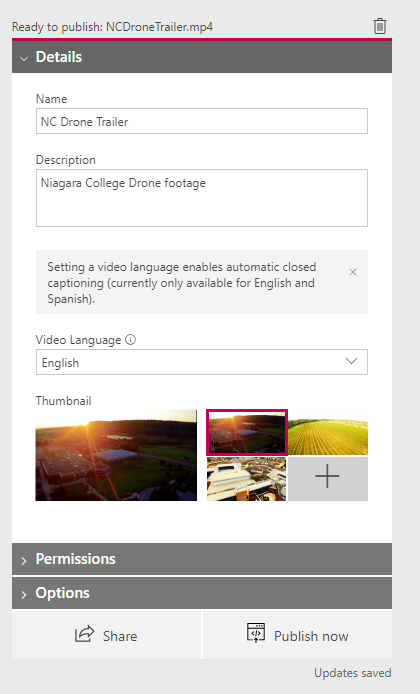 Ready to publish: NCDroneTrailer.mp4
Details
Name
NC Drone Trailer
Description
Niagara College Drone footage
Setting a video language enables automatic closed
captioning (currently only available for English and
Spanish).
Video Language
English
Thumbnail
Permissions
Options
Share
Publish now
Updates saved